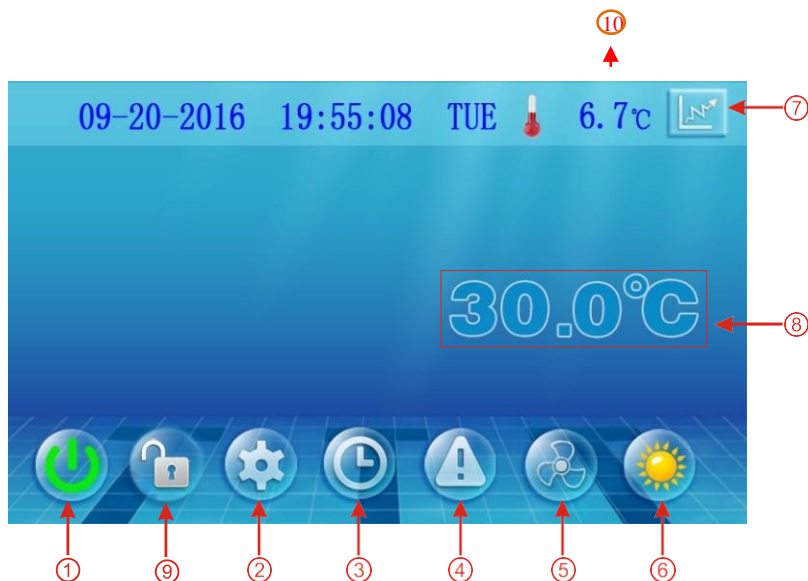 10
09-20-2016 19:55:08 TUE 6.7℃ ⑦
30.0℃ ⑧
① ⑨ ② ③ ④ ⑤ ⑥